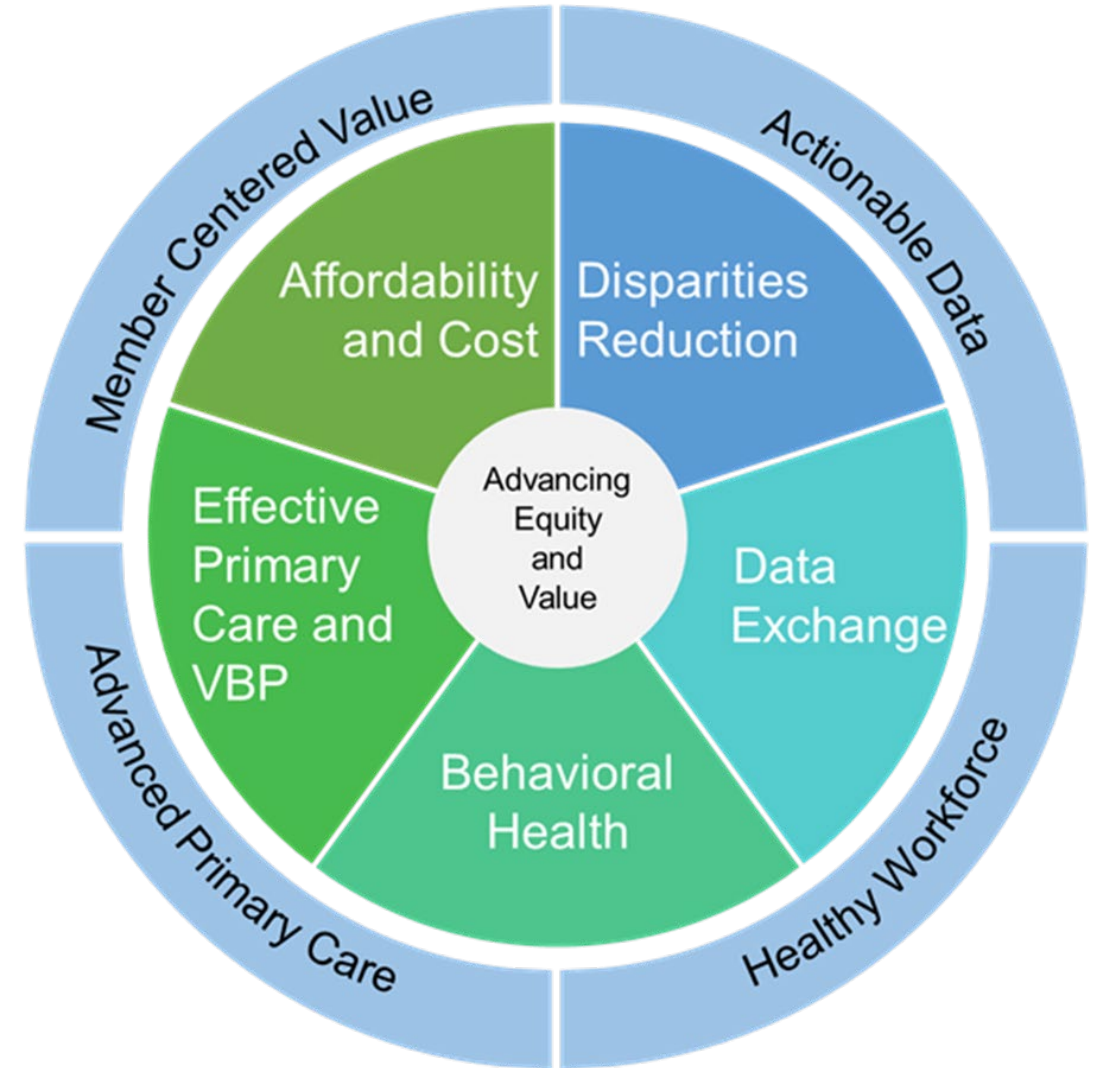 Member Centered Value
Actionable Data
Affordability
and Cost
Disparities
Reduction
Advancing
Equity
and
Value
Effective
Primary
Care and
VBP
Data
Exchange
Behavioral
Health
Advanced Primary Care
Healthy Workforce